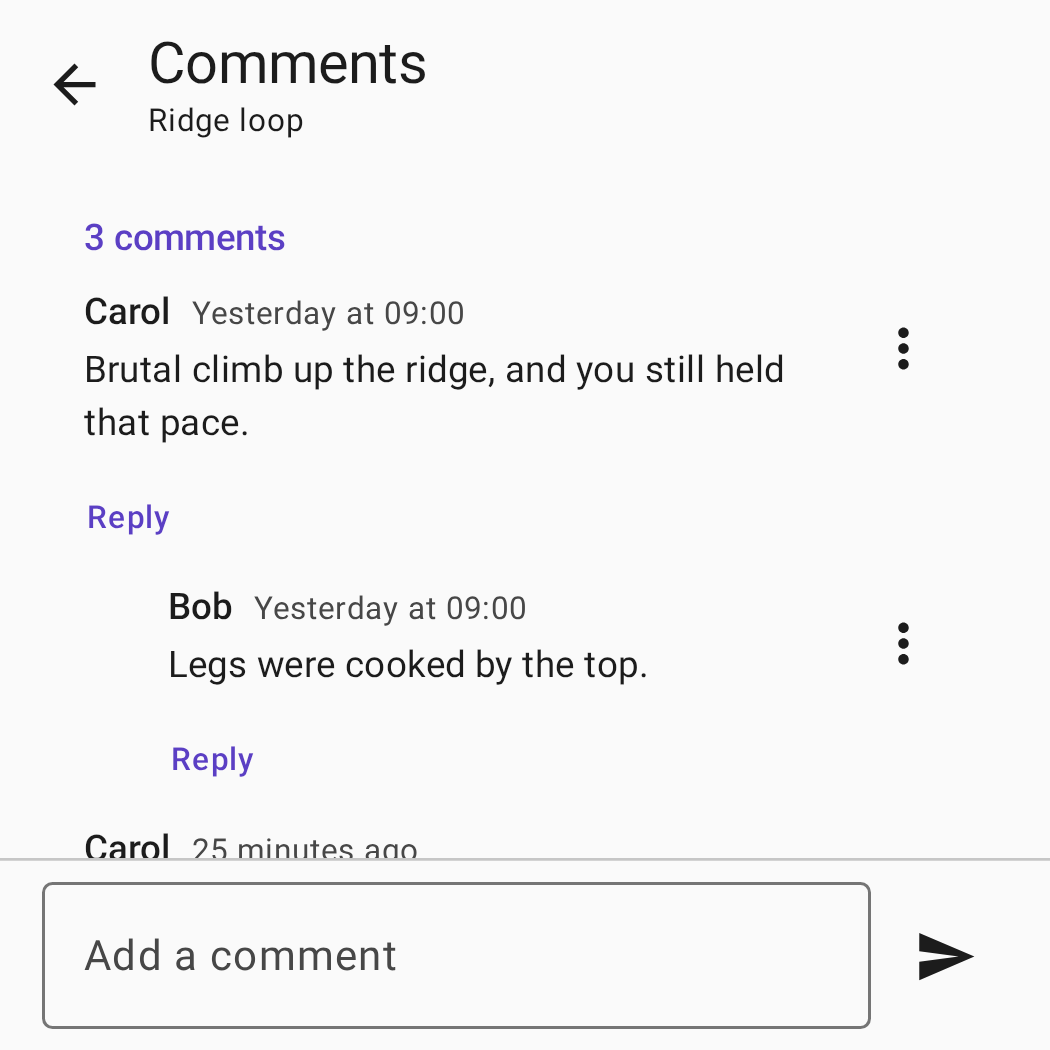 Comments
Ridge loop
3 comments
Carol Yesterday at 09:00
Brutal climb up the ridge, and you still held
that pace.
Reply
Bob Yesterday at 09:00
Legs were cooked by the top.
Reply
Carol 25 minutes ago
Add a comment